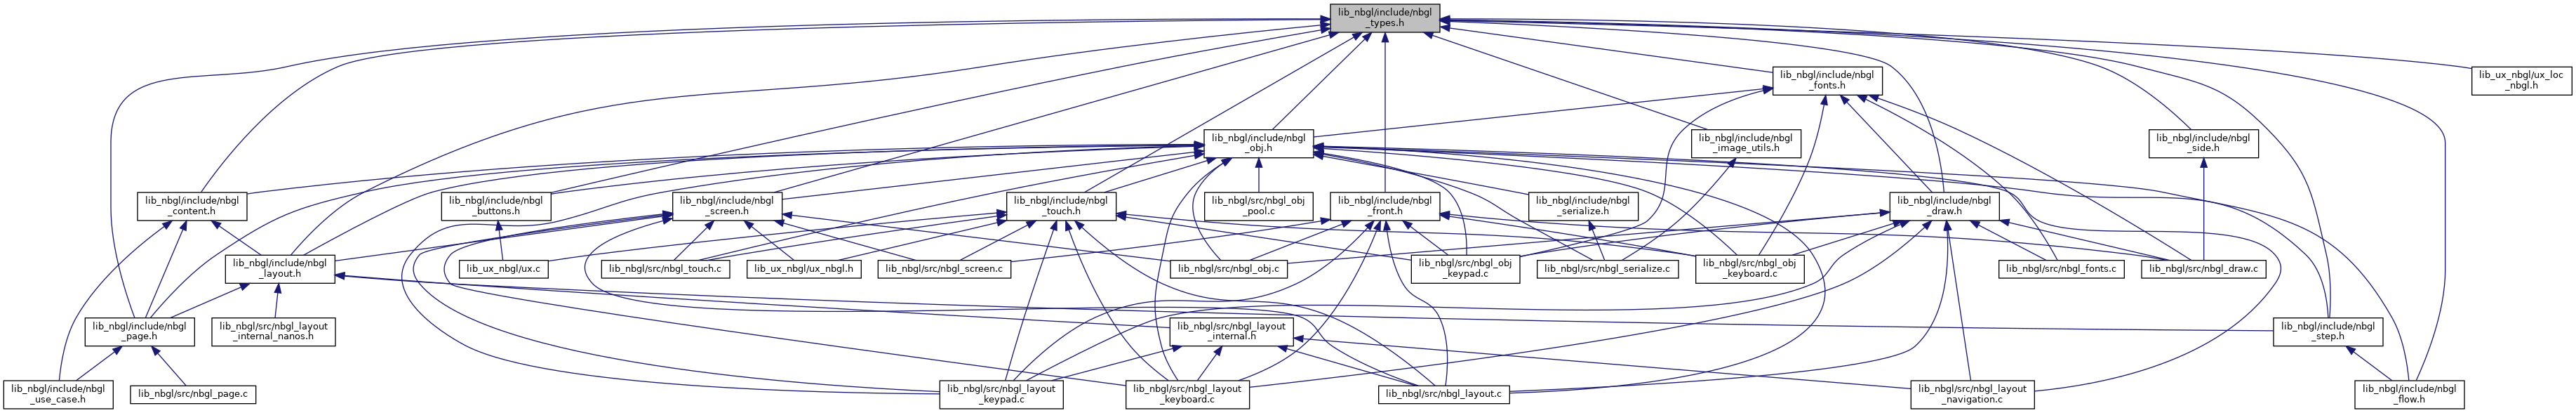 lib_nbgl/include/nbgl
_types.h
lib_nbgl/include/nbgl
_fonts.h
lib_ux_nbgl/ux_loc
_nbgl.h
lib_nbgl/include/nbgl
_obj.h
lib_nbgl/include/nbgl
_image_utils.h
lib_nbgl/include/nbgl
_side.h
lib_nbgl/include/nbgl
_content.h
lib_nbgl/include/nbgl
_buttons.h
lib_nbgl/include/nbgl
_screen.h
lib_nbgl/include/nbgl
_touch.h
lib_nbgl/src/nbgl_obj
_pool.c
lib_nbgl/include/nbgl
_front.h
lib_nbgl/include/nbgl
_serialize.h
lib_nbgl/include/nbgl
_draw.h
lib_nbgl/include/nbgl
_layout.h
lib_ux_nbgl/ux.c
lib_nbgl/src/nbgl_touch.c
lib_ux_nbgl/ux_nbgl.h
lib_nbgl/src/nbgl_screen.c
lib_nbgl/src/nbgl_obj.c
lib_nbgl/src/nbgl_obj
_keypad.c
lib_nbgl/src/nbgl_serialize.c
lib_nbgl/src/nbgl_obj
_keyboard.c
lib_nbgl/src/nbgl_fonts.c
lib_nbgl/src/nbgl_draw.c
lib_nbgl/include/nbgl
_page.h
lib_nbgl/src/nbgl_layout
_internal_nanos.h
lib_nbgl/src/nbgl_layout
_internal.h
lib_nbgl/include/nbgl
_step.h
lib_nbgl/include/nbgl
_use_case.h
lib_nbgl/src/nbgl_page.c
lib_nbgl/src/nbgl_layout
_keypad.c
lib_nbgl/src/nbgl_layout
_keyboard.c
lib_nbgl/src/nbgl_layout.c
lib_nbgl/src/nbgl_layout
_navigation.c
lib_nbgl/include/nbgl
_flow.h